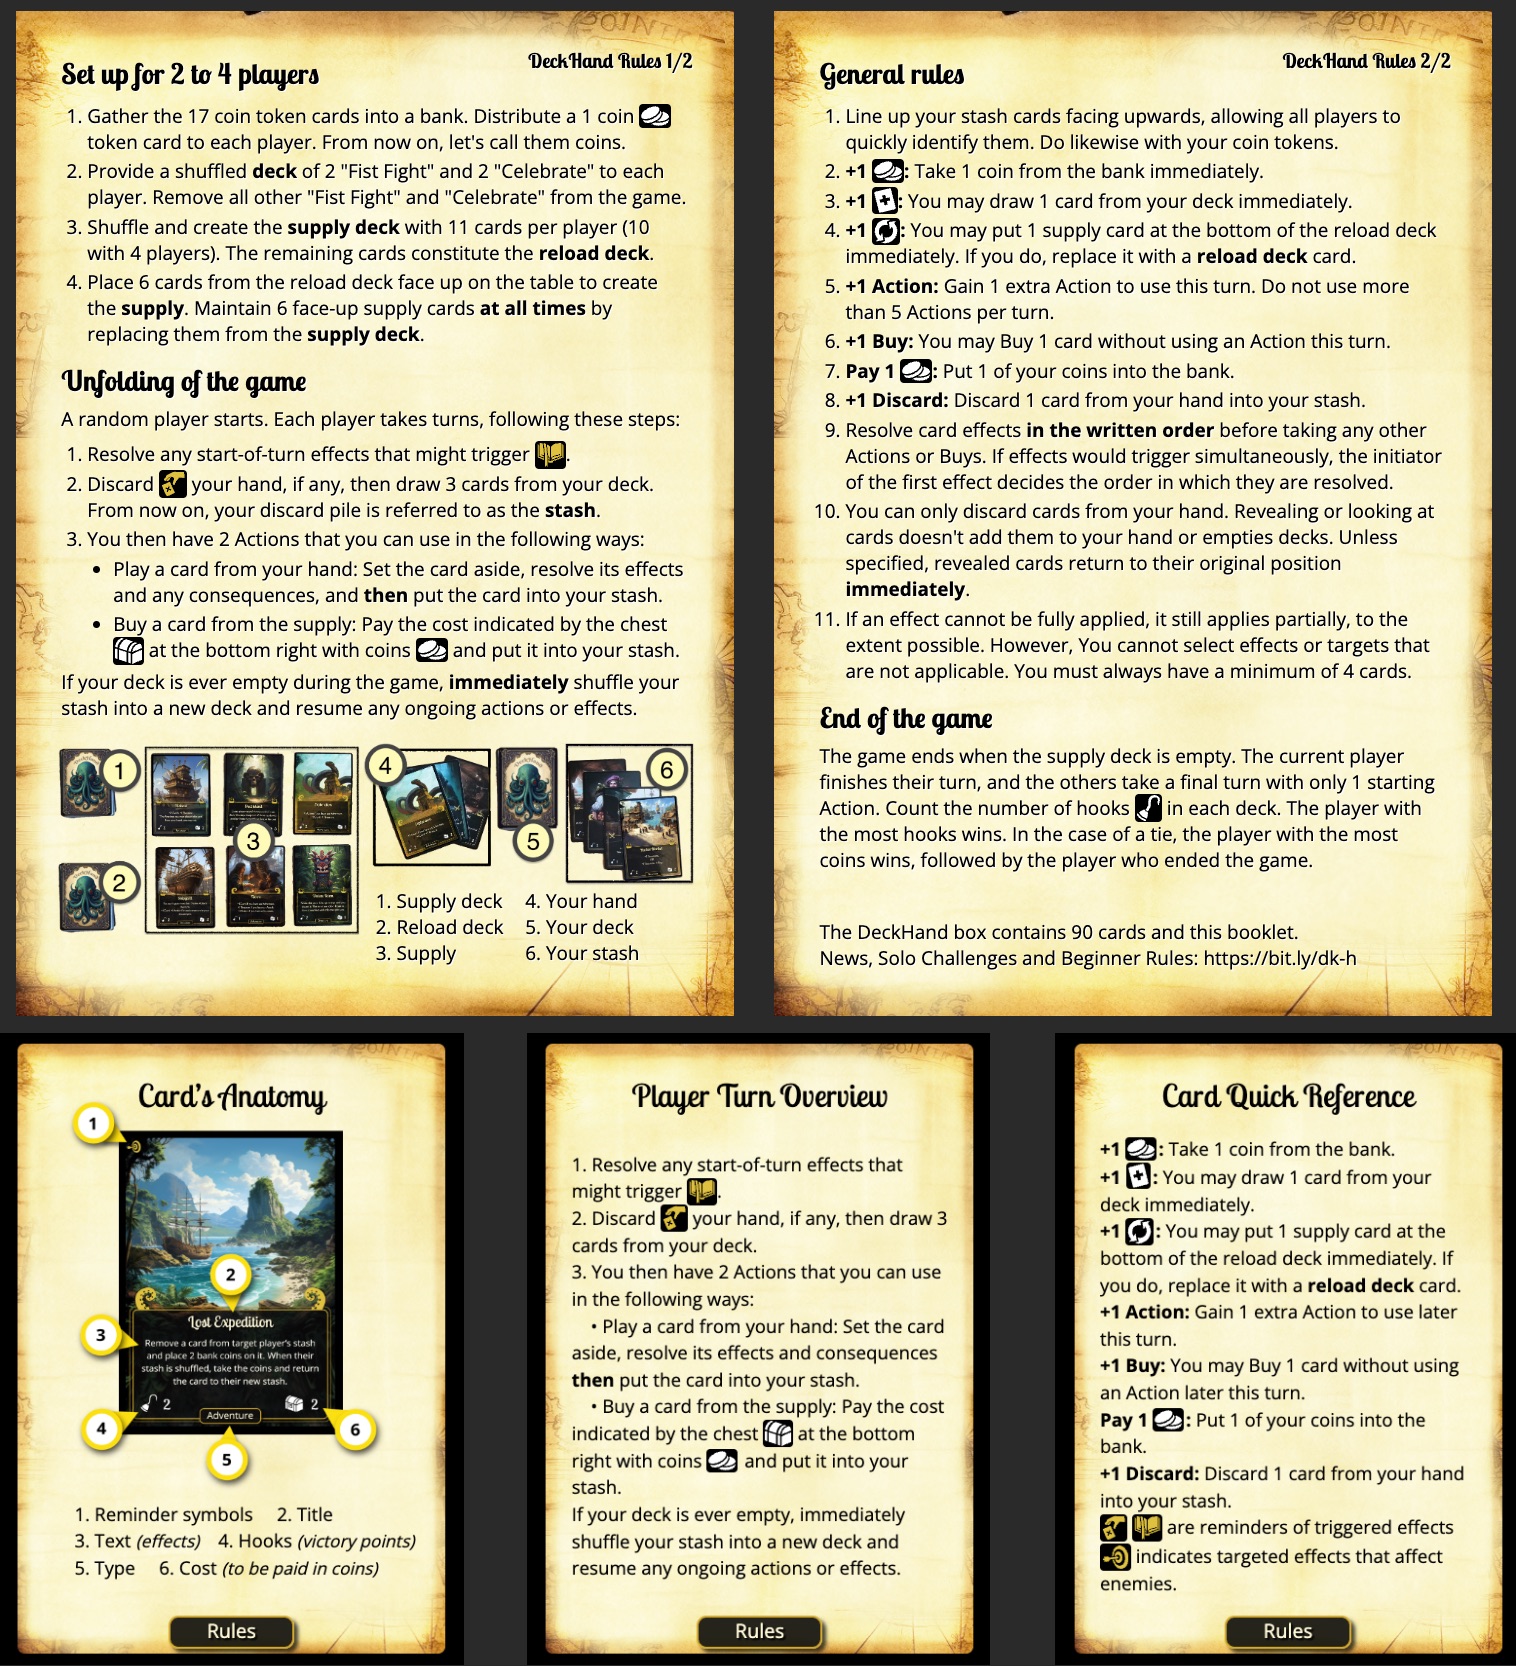 DeckHand Rules 1/2
Set up for 2 to 4 players
1. Gather the 17 coin token cards into a bank. Distribute a 1 coin
token card to each player. From now on, let's call them coins.
2. Provide a shuffled deck of 2 "Fist Fight" and 2 "Celebrate" to each
player. Remove all other "Fist Fight" and "Celebrate" from the game.
3. Shuffle and create the supply deck with 11 cards per player (10
with 4 players). The remaining cards constitute the reload deck.
4. Place 6 cards from the reload deck face up on the table to create
the supply. Maintain 6 face-up supply cards at all times by
replacing them from the supply deck.
Unfolding of the game
A random player starts. Each player takes turns, following these steps:
1. Resolve any start-of-turn effects that might trigger .
2. Discard your hand, if any, then draw 3 cards from your deck.
From now on, your discard pile is referred to as the stash.
3. You then have 2 Actions that you can use in the following ways:
• Play a card from your hand: Set the card aside, resolve its effects
and any consequences, and then put the card into your stash.
• Buy a card from the supply: Pay the cost indicated by the chest
at the bottom right with coins and put it into your stash.
If your deck is ever empty during the game, immediately shuffle your
stash into a new deck and resume any ongoing actions or effects.
1
2
3
4
5
6
1. Supply deck 4. Your hand
2. Reload deck 5. Your deck
3. Supply 6. Your stash
DeckHand Rules 2/2
General rules
1. Line up your stash cards facing upwards, allowing all players to
quickly identify them. Do likewise with your coin tokens.
2. +1 : Take 1 coin from the bank immediately.
3. +1 : You may draw 1 card from your deck immediately.
4. +1 : You may put 1 supply card at the bottom of the reload deck
immediately. If you do, replace it with a reload deck card.
5. +1 Action: Gain 1 extra Action to use this turn. Do not use more
than 5 Actions per turn.
6. +1 Buy: You may Buy 1 card without using an Action this turn.
7. Pay 1 : Put 1 of your coins into the bank.
8. +1 Discard: Discard 1 card from your hand into your stash.
9. Resolve card effects in the written order before taking any other
Actions or Buys. If effects would trigger simultaneously, the initiator
of the first effect decides the order in which they are resolved.
10. You can only discard cards from your hand. Revealing or looking at
cards doesn't add them to your hand or empties decks. Unless
specified, revealed cards return to their original position
immediately.
11. If an effect cannot be fully applied, it still applies partially, to the
extent possible. However, You cannot select effects or targets that
are not applicable. You must always have a minimum of 4 cards.
End of the game
The game ends when the supply deck is empty. The current player
finishes their turn, and the others take a final turn with only 1 starting
Action. Count the number of hooks in each deck. The player with
the most hooks wins. In the case of a tie, the player with the most
coins wins, followed by the player who ended the game.
The DeckHand box contains 90 cards and this booklet.
News, Solo Challenges and Beginner Rules: https://bit.ly/dk-h
Card's Anatomy
1
2
Lost Expedition
3
Remove a card from target player's stash
and place 2 bank coins on it. When their
stash is shuffled, take the coins and return
the card to their new stash.
2
2
Adventure
4
5
6
1. Reminder symbols 2. Title
3. Text (effects) 4. Hooks (victory points)
5. Type 6. Cost (to be paid in coins)
Rules
Player Turn Overview
1. Resolve any start-of-turn effects that
might trigger .
2. Discard your hand, if any, then draw 3
cards from your deck.
3. You then have 2 Actions that you can use
in the following ways:
• Play a card from your hand: Set the card
aside, resolve its effects and consequences
then put the card into your stash.
• Buy a card from the supply: Pay the cost
indicated by the chest at the bottom
right with coins and put it into your
stash.
If your deck is ever empty, immediately
shuffle your stash into a new deck and
resume any ongoing actions or effects.
Rules
Card Quick Reference
+1 : Take 1 coin from the bank.
+1 : You may draw 1 card from your
deck immediately.
+1 : You may put 1 supply card at the
bottom of the reload deck immediately. If
you do, replace it with a reload deck card.
+1 Action: Gain 1 extra Action to use later
this turn.
+1 Buy: You may Buy 1 card without using
an Action later this turn.
Pay 1 : Put 1 of your coins into the
bank.
+1 Discard: Discard 1 card from your hand
into your stash.
are reminders of triggered effects
indicates targeted effects that affect
enemies.
Rules